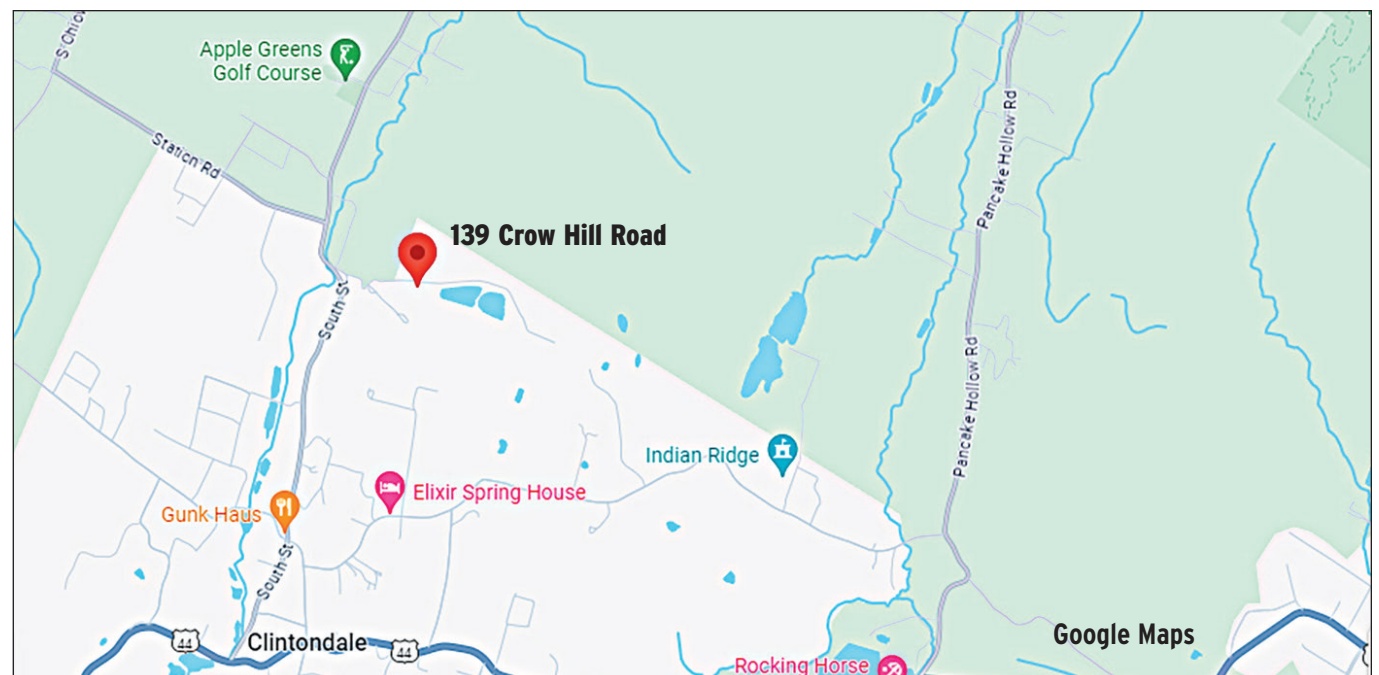 S Chio
Apple Greens
Golf Course
Station Rd
Pancake Hollow Rd
139 Crow Hill Road
South St
Pancake Hollow Rd
Indian Ridge
Elixir Spring House
Gunk Haus
South St
44
Clintondale
44
Google Maps
Rocking Horse